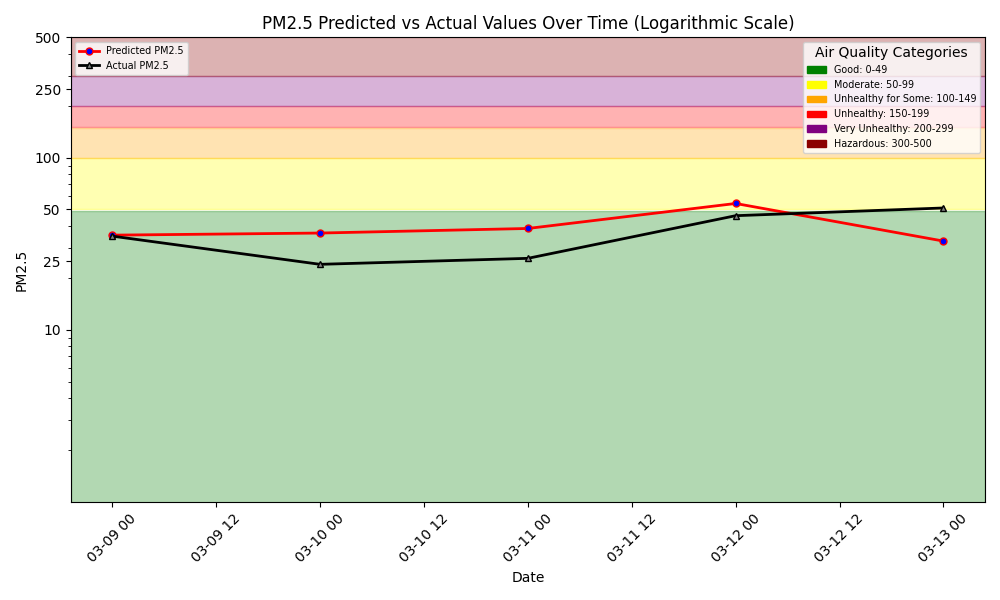 PM2.5 Predicted vs Actual Values Over Time (Logarithmic Scale)
Predicted PM2.5
Actual PM2.5
Air Quality Categories
Good: 0-49
Moderate: 50-99
Unhealthy for Some: 100-149
Unhealthy: 150-199
Very Unhealthy: 200-299
Hazardous: 300-500
PM2.5
500
250
100
50
25
10
03-09 00
03-09 12
03-10 00
03-10 12
03-11 00
03-11 12
03-12 00
03-12 12
03-13 00
Date